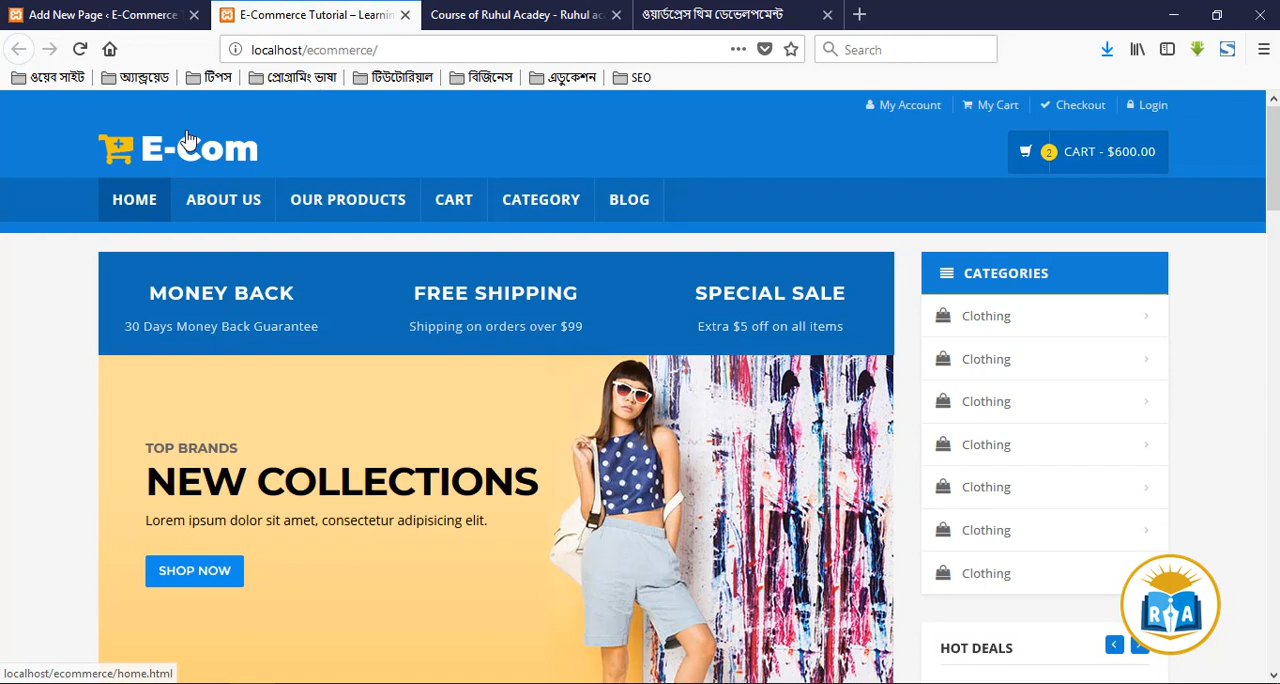 Add New Page ‹ E-Commerce
E-Commerce Tutorial – Learnin
Course of Ruhul Acadey - Ruhul ac
ওয়ার্ডপ্রেস থিম ডেভেলপমেন্ট
localhost/ecommerce/
Search
ওয়েব সাইট
অ্যান্ড্রয়েড
টিপস
প্রোগ্রামিং ভাষা
টিউটোরিয়াল
বিজিনেস
এডুকেশন
SEO
My Account
My Cart
Checkout
Login
E-Com
2 CART - $600.00
HOME
ABOUT US
OUR PRODUCTS
CART
CATEGORY
BLOG
MONEY BACK
30 Days Money Back Guarantee
FREE SHIPPING
Shipping on orders over $99
SPECIAL SALE
Extra $5 off on all items
TOP BRANDS
NEW COLLECTIONS
Lorem ipsum dolor sit amet, consectetur adipisicing elit.
SHOP NOW
CATEGORIES
Clothing
Clothing
Clothing
Clothing
Clothing
Clothing
Clothing
HOT DEALS
R A
localhost/ecommerce/home.html